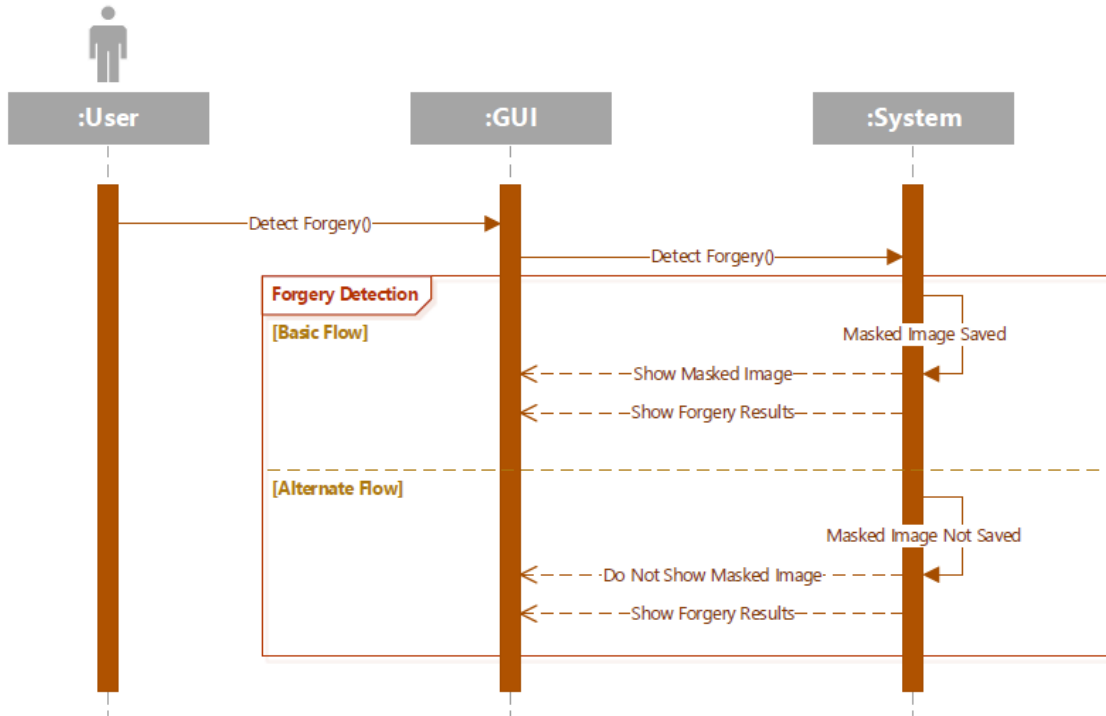 :User
:GUI
:System
Detect Forgery()
Detect Forgery()
Forgery Detection
[Basic Flow]
Masked Image Saved
Show Masked Image
Show Forgery Results
[Alternate Flow]
Masked Image Not Saved
Do Not Show Masked Image
Show Forgery Results